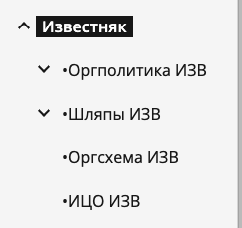 Известняк
•Оргполитика ИЗВ
•Шляпы ИЗВ
•Оргсхема ИЗВ
•ИЦО ИЗВ